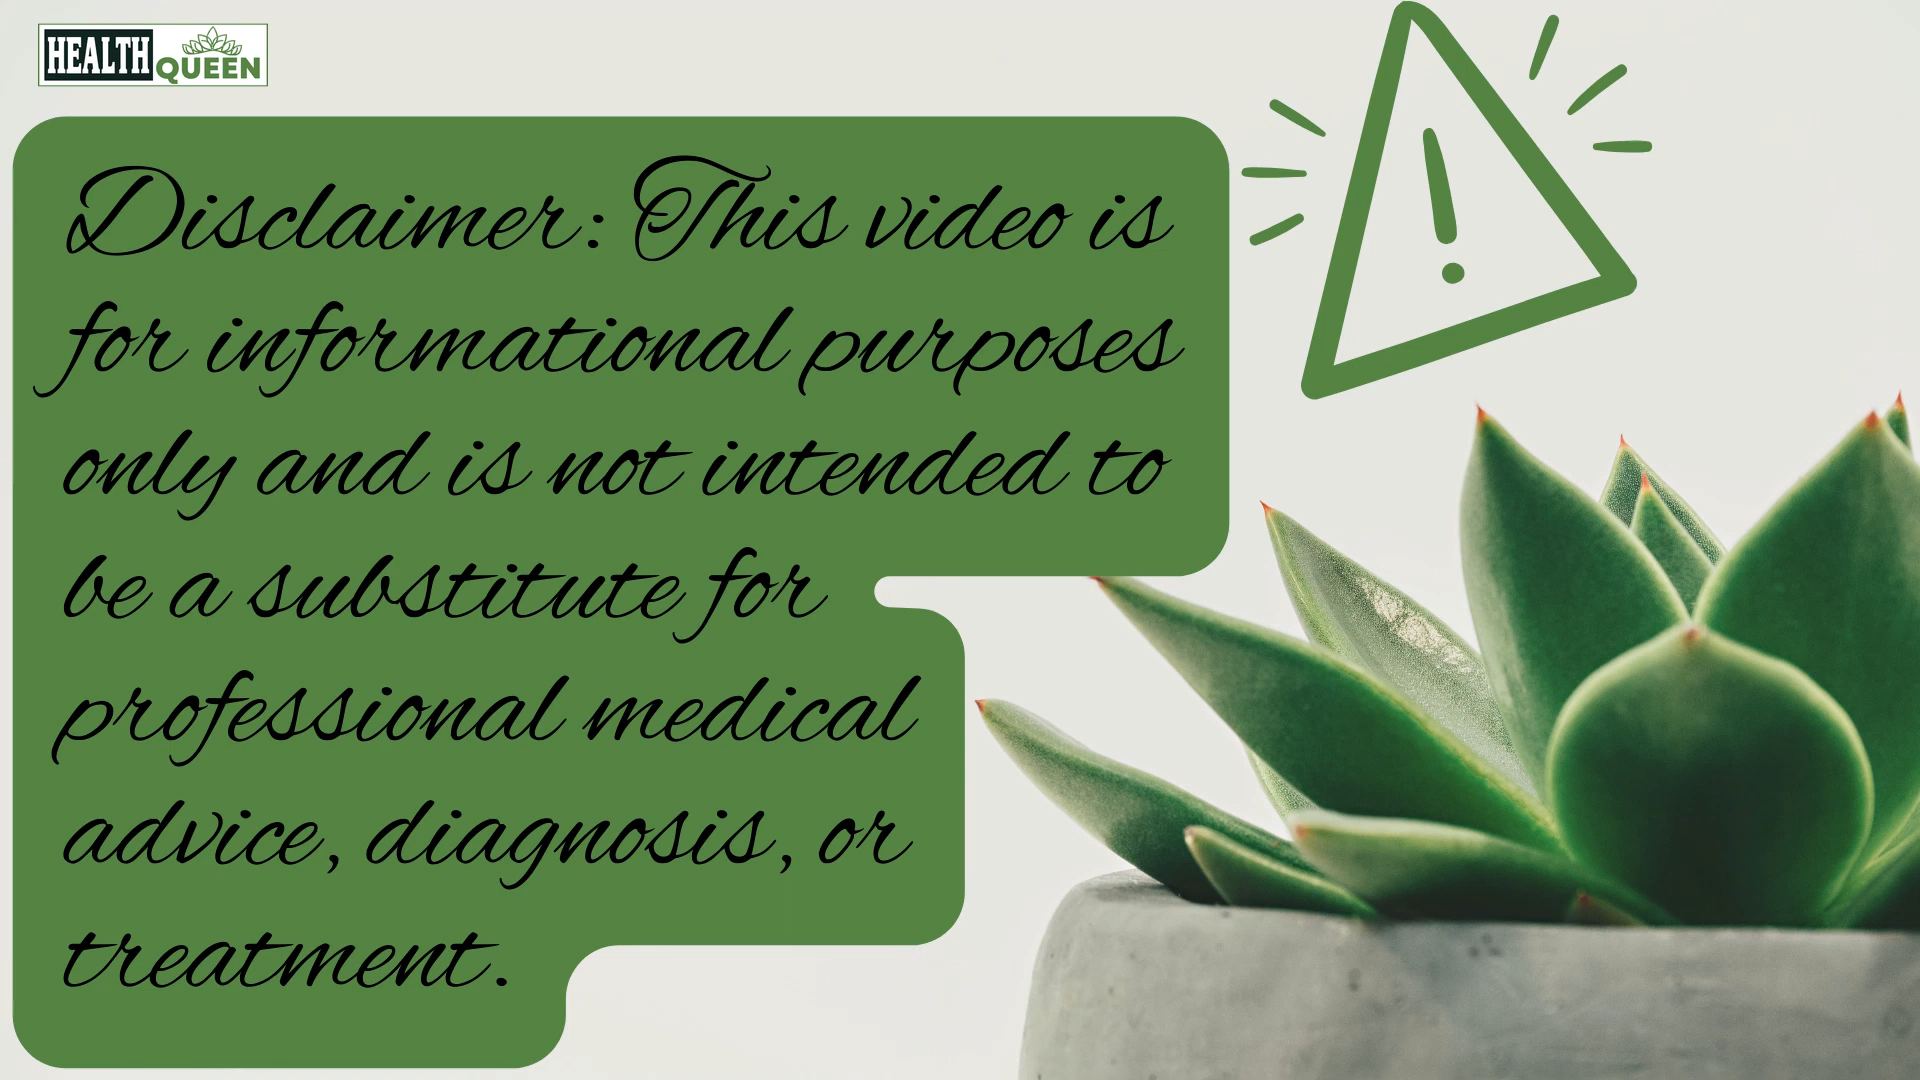 HEALTH QUEEN
Disclaimer: This video is
for informational purposes
only and is not intended to
be a substitute for
professional medical
advice, diagnosis, or
treatment.